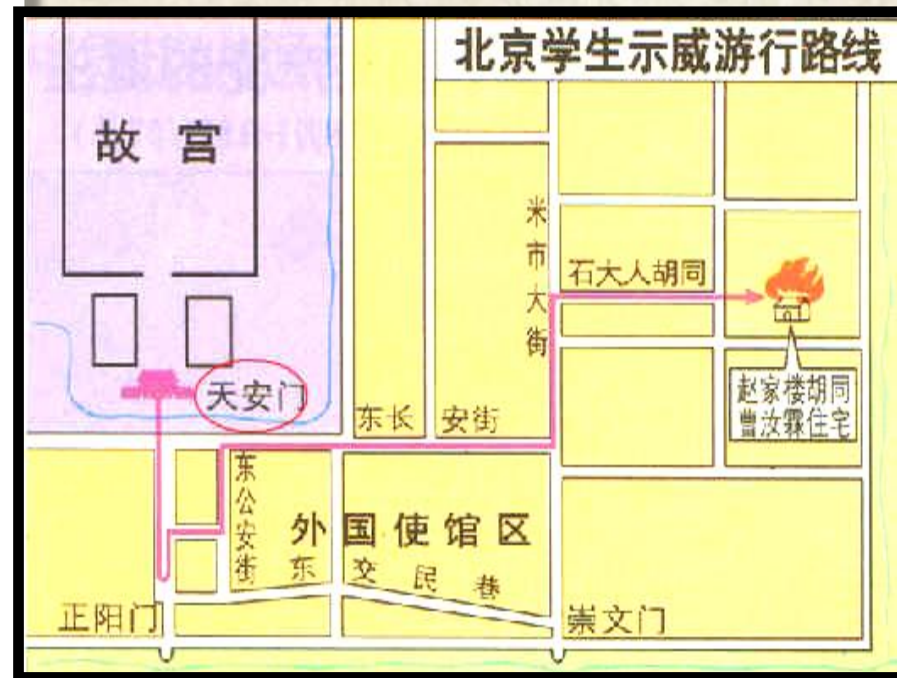 北京学生示威游行路线
故宫
米市大街
石大人胡同
天安门
赵家楼胡同
曹汝霖住宅
东长安街
东公安街
外国使馆区
东交民巷
正阳门
崇文门